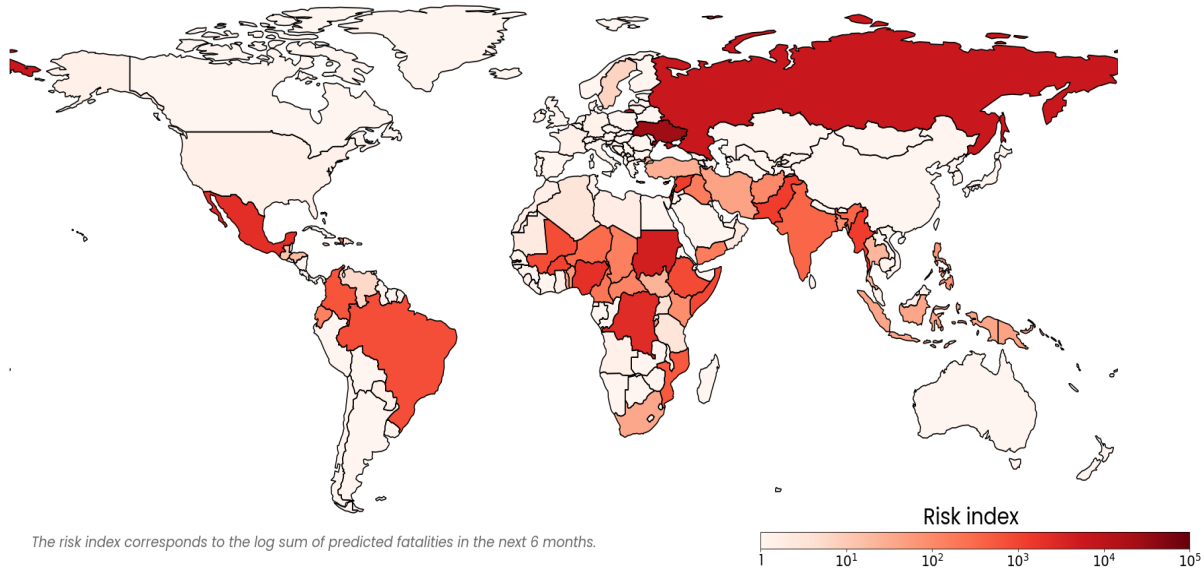 Risk index
The risk index corresponds to the log sum of predicted fatalities in the next 6 months.
1 10¹ 10² 10³ 10⁴ 10⁵